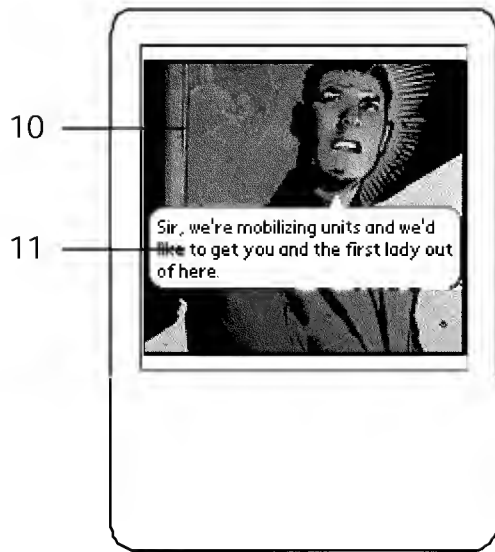 10
11
Sir, we're mobilizing units and we'd
like to get you and the first lady out
of here.